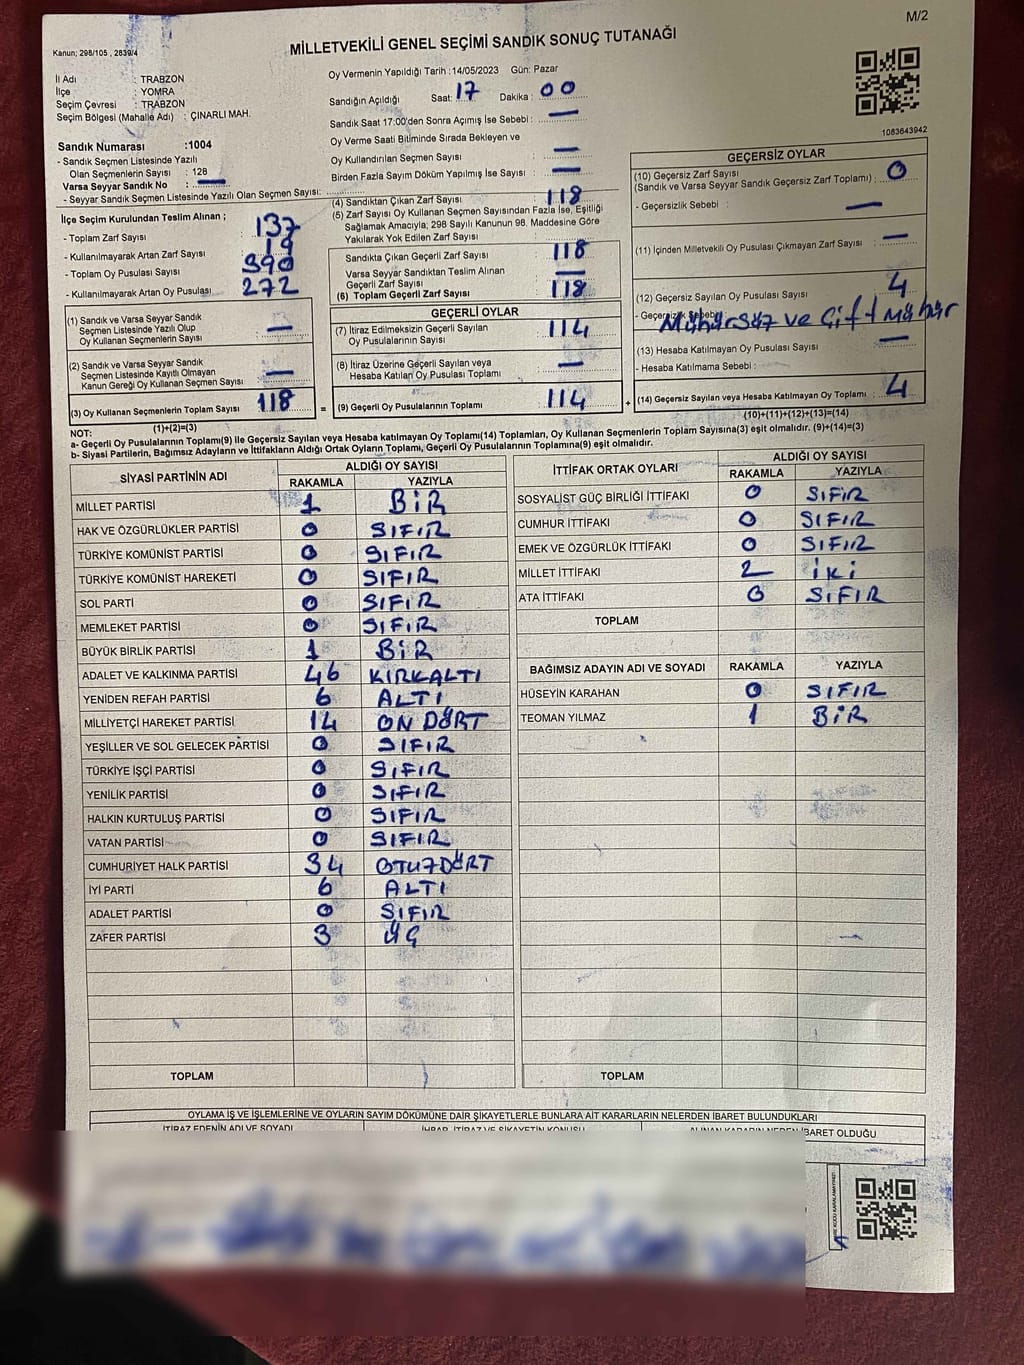 M/2
Kanun; 298/105 , 2839/4
MİLLETVEKİLİ GENEL SEÇİMİ SANDIK SONUÇ TUTANAĞI
İl Adı : TRABZON
İlçe : YOMRA
Seçim Çevresi : TRABZON
Seçim Bölgesi (Mahalle Adı) : ÇINARLI MAH.
Sandık Numarası :1004
- Sandık Seçmen Listesinde Yazılı
Olan Seçmenlerin Sayısı : 128
Varsa Seyyar Sandık No : —
- Seyyar Sandık Seçmen Listesinde Yazılı Olan Seçmen Sayısı:
İlçe Seçim Kurulundan Teslim Alınan ;
- Toplam Zarf Sayısı : 137
- Kullanılmayarak Artan Zarf Sayısı : 19
- Toplam Oy Pusulası Sayısı : 390
- Kullanılmayarak Artan Oy Pusulası : 272
(1) Sandık ve Varsa Seyyar Sandık
Seçmen Listesinde Yazılı Olup
Oy Kullanan Seçmenlerin Sayısı : —
(2) Sandık ve Varsa Seyyar Sandık
Seçmen Listesinde Kayıtlı Olmayan
Kanun Gereği Oy Kullanan Seçmen Sayısı : —
(3) Oy Kullanan Seçmenlerin Toplam Sayısı : 118
(1)+(2)=(3)
Oy Vermenin Yapıldığı Tarih :14/05/2023 Gün: Pazar
Sandığın Açıldığı Saat: 17 Dakika : 00
Sandık Saat 17:00'den Sonra Açımış İse Sebebi : —
Oy Verme Saati Bitiminde Sırada Bekleyen ve
Oy Kullandırılan Seçmen Sayısı : —
Birden Fazla Sayım Döküm Yapılmış İse Sayısı : —
(4) Sandıktan Çıkan Zarf Sayısı : 118
(5) Zarf Sayısı Oy Kullanan Seçmen Sayısından Fazla İse, Eşitliği
Sağlamak Amacıyla; 298 Sayılı Kanunun 98. Maddesine Göre
Yakılarak Yok Edilen Zarf Sayısı :
Sandıkta Çıkan Geçerli Zarf Sayısı : 118
Varsa Seyyar Sandıktan Teslim Alınan
Geçerli Zarf Sayısı : —
(6) Toplam Geçerli Zarf Sayısı : 118
GEÇERLİ OYLAR
(7) İtiraz Edilmeksizin Geçerli Sayılan
Oy Pusulalarının Sayısı : 114
(8) İtiraz Üzerine Geçerli Sayılan veya
Hesaba Katılan Oy Pusulası Toplamı : —
= (9) Geçerli Oy Pusulalarının Toplamı : 114 +
1083643942
GEÇERSİZ OYLAR
(10) Geçersiz Zarf Sayısı
(Sandık ve Varsa Seyyar Sandık Geçersiz Zarf Toplamı) : 0
- Geçersizlik Sebebi : —
(11) İçinden Milletvekili Oy Pusulası Çıkmayan Zarf Sayısı : —
(12) Geçersiz Sayılan Oy Pusulası Sayısı : 4
- Geçersizlik Sebebi : Mühürsüz ve Çift Mühür
(13) Hesaba Katılmayan Oy Pusulası Sayısı : —
- Hesaba Katılmama Sebebi :
(14) Geçersiz Sayılan veya Hesaba Katılmayan Oy Toplamı : 4
(10)+(11)+(12)+(13)=(14)
NOT:
a- Geçerli Oy Pusulalarının Toplamı(9) ile Geçersiz Sayılan veya Hesaba katılmayan Oy Toplamı(14) Toplamları, Oy Kullanan Seçmenlerin Toplam Sayısına(3) eşit olmalıdır. (9)+(14)=(3)
b- Siyasi Partilerin, Bağımsız Adayların ve İttifakların Aldığı Ortak Oyların Toplamı, Geçerli Oy Pusulalarının Toplamına(9) eşit olmalıdır.
SİYASİ PARTİNİN ADI ALDIĞI OY SAYISI
RAKAMLA YAZIYLA
MİLLET PARTİSİ 1 BİR
HAK VE ÖZGÜRLÜKLER PARTİSİ 0 SIFIR
TÜRKİYE KOMÜNİST PARTİSİ 0 SIFIR
TÜRKİYE KOMÜNİST HAREKETİ 0 SIFIR
SOL PARTİ 0 SIFIR
MEMLEKET PARTİSİ 0 SIFIR
BÜYÜK BİRLİK PARTİSİ 1 BİR
ADALET VE KALKINMA PARTİSİ 46 KIRKALTI
YENİDEN REFAH PARTİSİ 6 ALTI
MİLLİYETÇİ HAREKET PARTİSİ 14 ON DÖRT
YEŞİLLER VE SOL GELECEK PARTİSİ 0 SIFIR
TÜRKİYE İŞÇİ PARTİSİ 0 SIFIR
YENİLİK PARTİSİ 0 SIFIR
HALKIN KURTULUŞ PARTİSİ 0 SIFIR
VATAN PARTİSİ 0 SIFIR
CUMHURİYET HALK PARTİSİ 34 OTUZDÖRT
İYİ PARTİ 6 ALTI
ADALET PARTİSİ 0 SIFIR
ZAFER PARTİSİ 3 ÜÇ
TOPLAM
İTTİFAK ORTAK OYLARI ALDIĞI OY SAYISI
RAKAMLA YAZIYLA
SOSYALİST GÜÇ BİRLİĞİ İTTİFAKI 0 SIFIR
CUMHUR İTTİFAKI 0 SIFIR
EMEK VE ÖZGÜRLÜK İTTİFAKI 0 SIFIR
MİLLET İTTİFAKI 2 İKİ
ATA İTTİFAKI 0 SIFIR
TOPLAM
BAĞIMSIZ ADAYIN ADI VE SOYADI RAKAMLA YAZIYLA
HÜSEYİN KARAHAN 0 SIFIR
TEOMAN YILMAZ 1 BİR
TOPLAM
OYLAMA İŞ VE İŞLEMLERİNE VE OYLARIN SAYIM DÖKÜMÜNE DAİR ŞİKAYETLERLE BUNLARA AİT KARARLARIN NELERDEN İBARET BULUNDUKLARI
İTİRAZ EDENİN ADI VE SOYADI İHBAR, İTİRAZ VE ŞİKAYETİN KONUSU ALINAN KARARIN NEDEN İBARET OLDUĞU